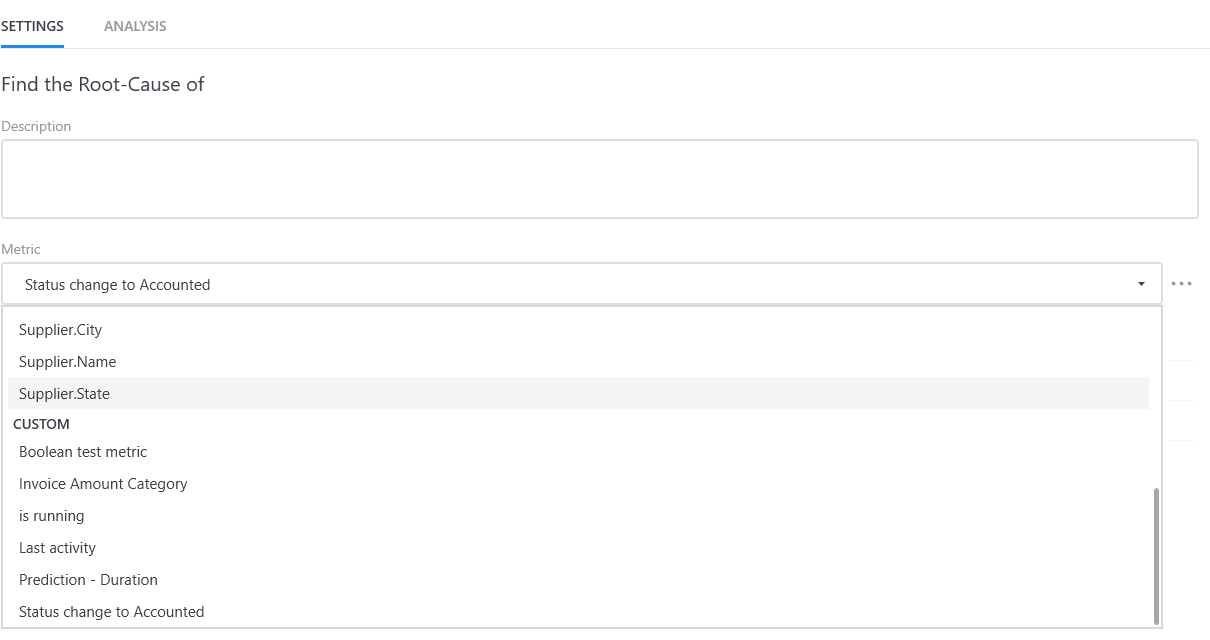 SETTINGS ANALYSIS
Find the Root-Cause of
Description
Metric
Status change to Accounted
Supplier.City
Supplier.Name
Supplier.State
CUSTOM
Boolean test metric
Invoice Amount Category
is running
Last activity
Prediction - Duration
Status change to Accounted